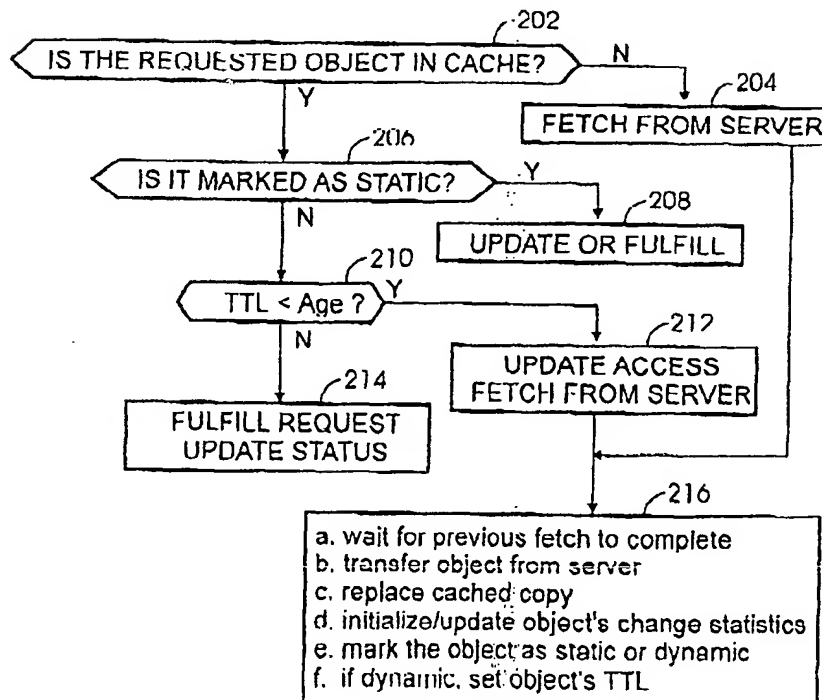 202
IS THE REQUESTED OBJECT IN CACHE?
N
Y
204
FETCH FROM SERVER
206
IS IT MARKED AS STATIC?
Y
N
208
UPDATE OR FULFILL
210
TTL < Age ?
Y
N
212
UPDATE ACCESS
FETCH FROM SERVER
214
FULFILL REQUEST
UPDATE STATUS
216
a. wait for previous fetch to complete
b. transfer object from server
c. replace cached copy
d. initialize/update object's change statistics
e. mark the object as static or dynamic
f. if dynamic, set object's TTL